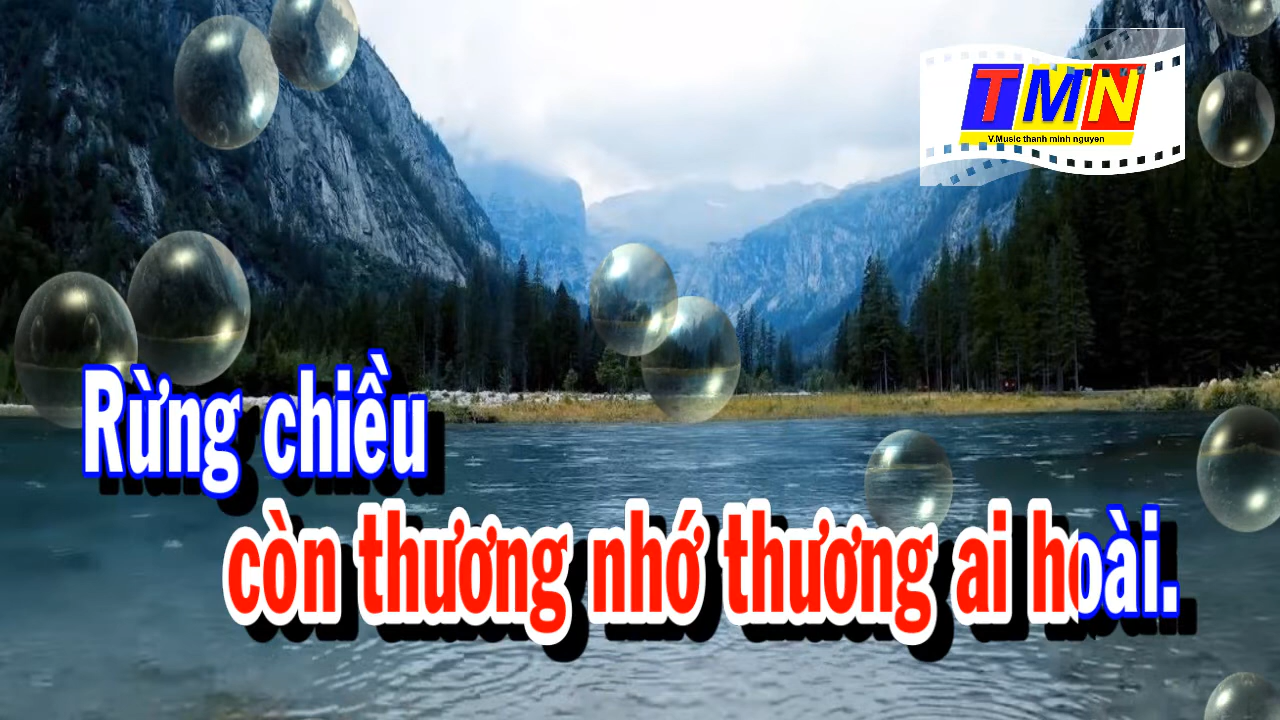 TMN
V.Music thanh minh nguyen
Rừng chiều
còn thương nhớ thương ai hoài.